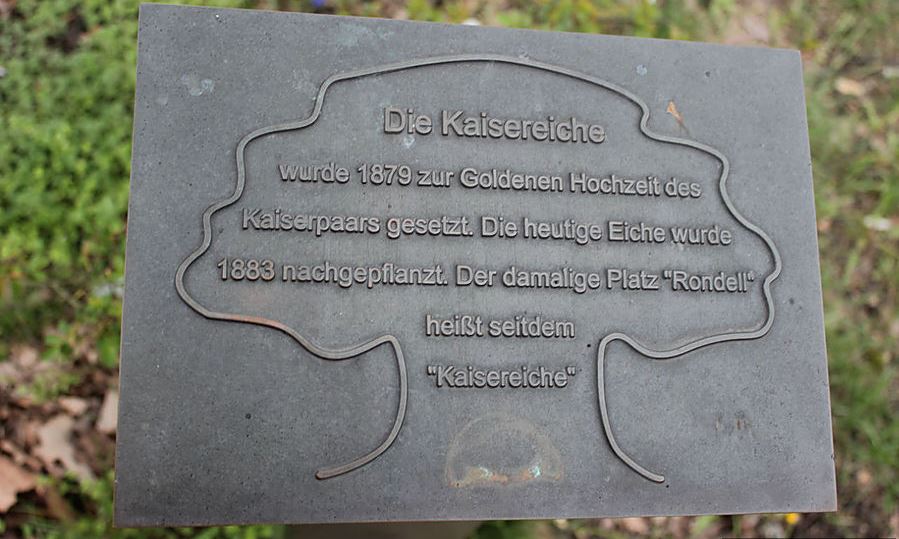 Die Kaisereiche
wurde 1879 zur Goldenen Hochzeit des
Kaiserpaars gesetzt. Die heutige Eiche wurde
1883 nachgepflanzt. Der damalige Platz "Rondell"
heißt seitdem
"Kaisereiche"